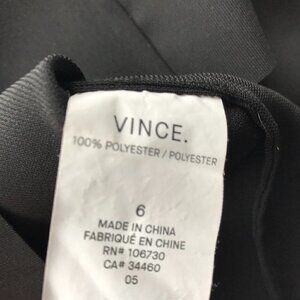 VINCE.
100% POLYESTER / POLYESTER
6
MADE IN CHINA
FABRIQUÉ EN CHINE
RN# 106730
CA# 34460
05